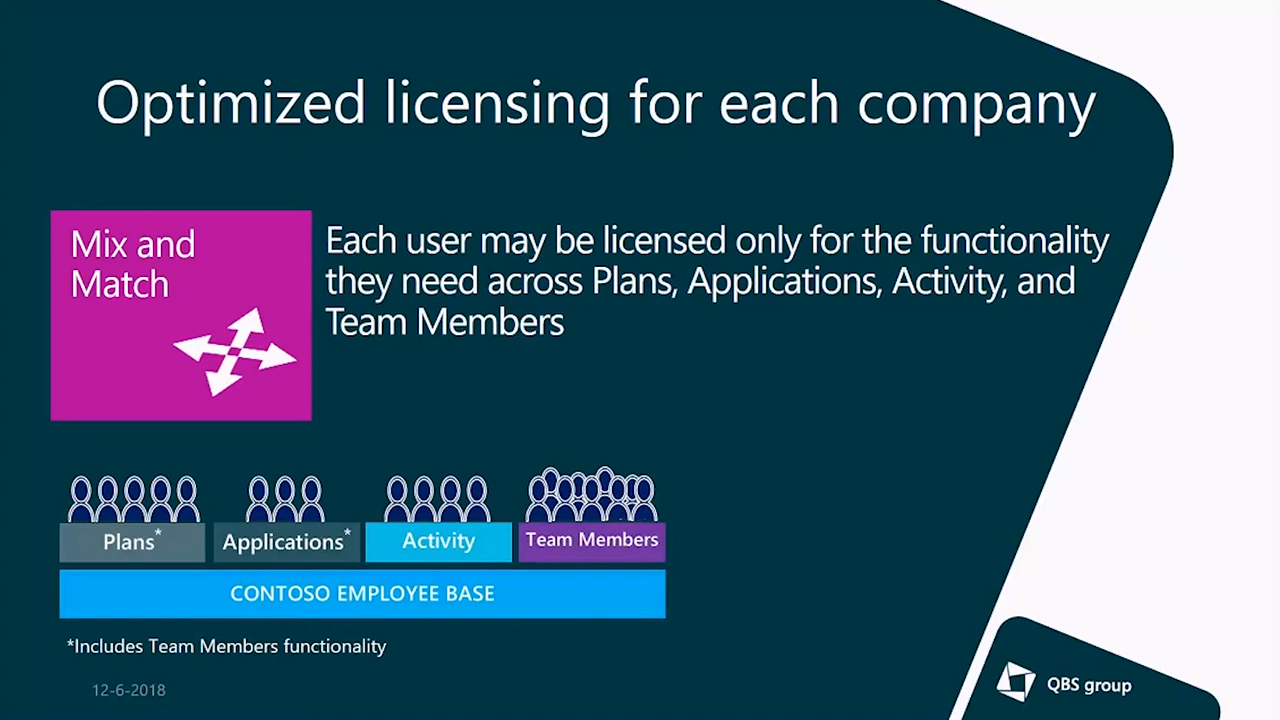 Optimized licensing for each company
Mix and
Match
Each user may be licensed only for the functionality
they need across Plans, Applications, Activity, and
Team Members
Plans*
Applications*
Activity
Team Members
CONTOSO EMPLOYEE BASE
*Includes Team Members functionality
12-6-2018
QBS group